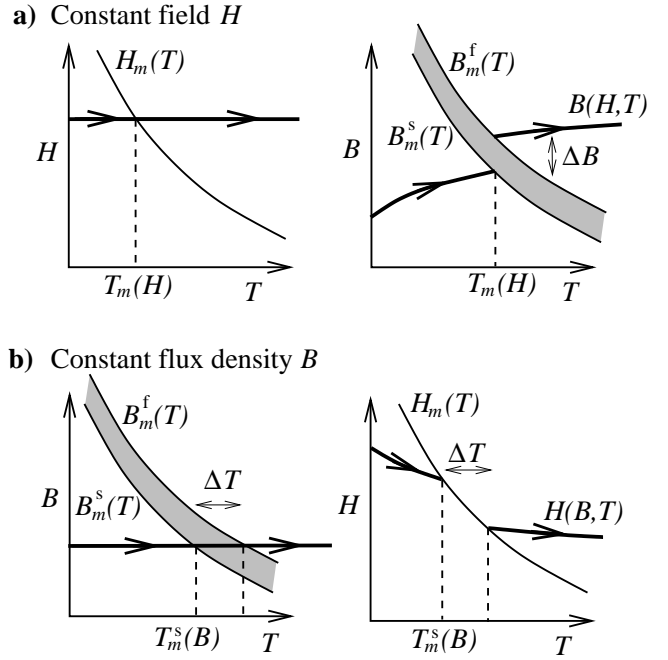 a) Constant field H
H_m(T)
H
T_m(H)
T
B_m^f(T)
B(H,T)
B_m^s(T)
B
ΔB
T_m(H)
T
b) Constant flux density B
B_m^f(T)
ΔT
B
B_m^s(T)
T_m^s(B)
T
H_m(T)
ΔT
H
H(B,T)
T_m^s(B)
T